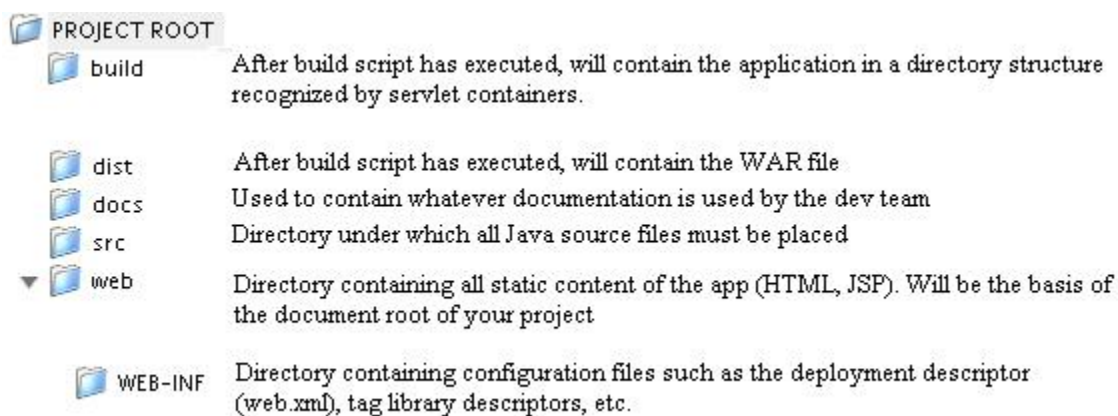 PROJECT ROOT
build
After build script has executed, will contain the application in a directory structure
recognized by servlet containers.
dist
After build script has executed, will contain the WAR file
docs
Used to contain whatever documentation is used by the dev team
src
Directory under which all Java source files must be placed
web
Directory containing all static content of the app (HTML, JSP). Will be the basis of
the document root of your project
WEB-INF
Directory containing configuration files such as the deployment descriptor
(web.xml), tag library descriptors, etc.